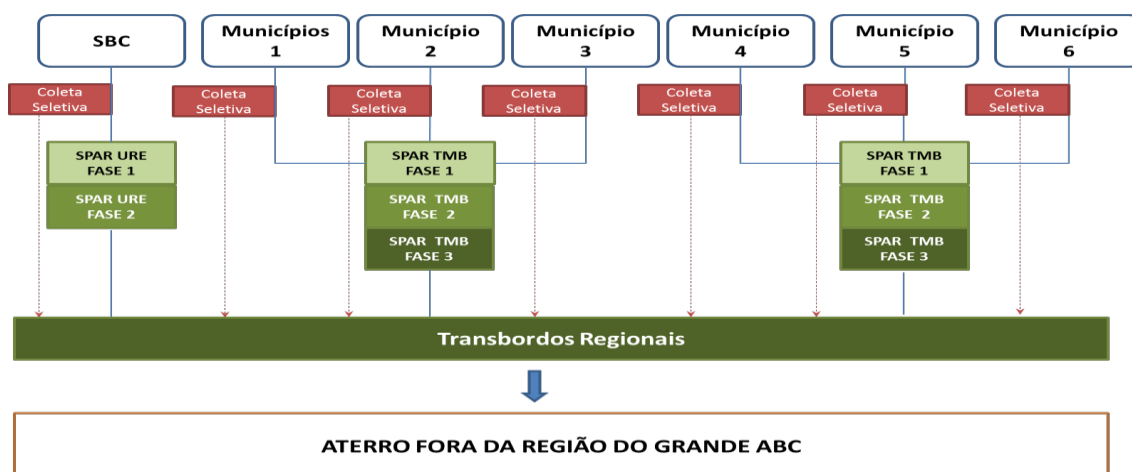 SBC
Municípios
1
Município
2
Município
3
Município
4
Município
5
Município
6
Coleta
Seletiva
Coleta
Seletiva
Coleta
Seletiva
Coleta
Seletiva
Coleta
Seletiva
Coleta
Seletiva
Coleta
Seletiva
SPAR URE
FASE 1
SPAR URE
FASE 2
SPAR TMB
FASE 1
SPAR TMB
FASE 2
SPAR TMB
FASE 3
SPAR TMB
FASE 1
SPAR TMB
FASE 2
SPAR TMB
FASE 3
Transbordos Regionais
ATERRO FORA DA REGIÃO DO GRANDE ABC